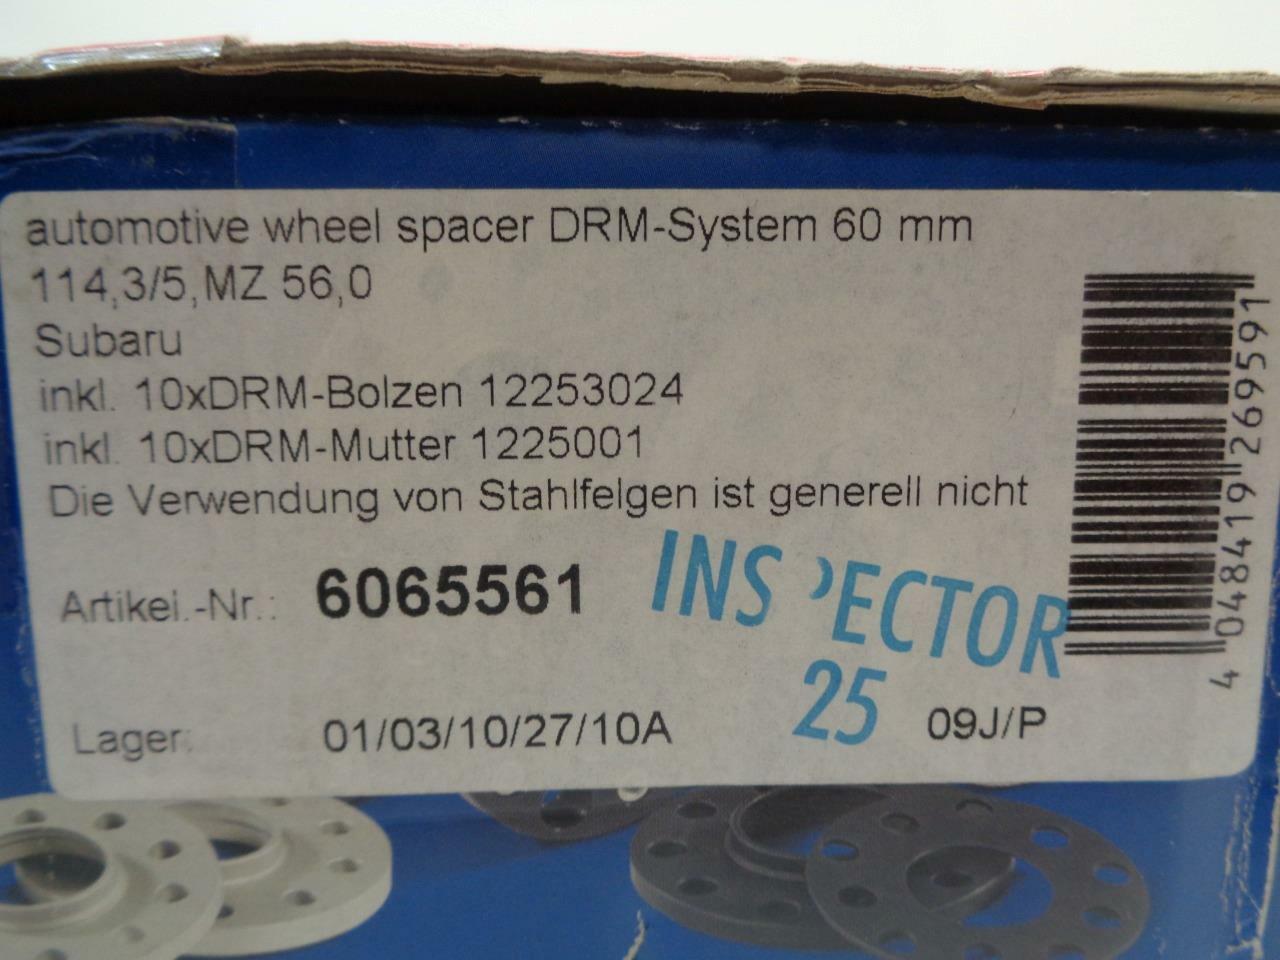 automotive wheel spacer DRM-System 60 mm
114,3/5, MZ 56,0
Subaru
inkl. 10xDRM-Bolzen 12253024
inkl. 10xDRM-Mutter 1225001
Die Verwendung von Stahlfelgen ist generell nicht
Artikel.-Nr.: 6065561
INSPECTOR
25
Lager: 01/03/10/27/10A 09J/P
4 048419 269591